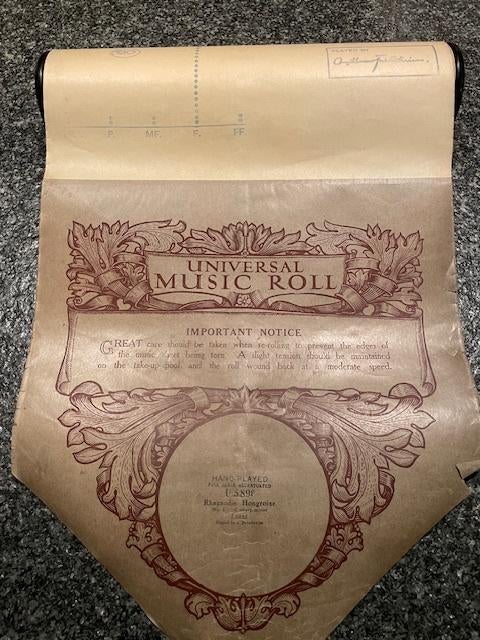 PLAYED BY
P. MF. F. FF.
UNIVERSAL
MUSIC ROLL
IMPORTANT NOTICE
GREAT care should be taken when re-rolling to prevent the edges of
the music sheet being torn. A slight tension should be maintained
on the take-up-spool and the roll wound back at a moderate speed.
HAND-PLAYED
Rhapsodie Hongroise
Liszt